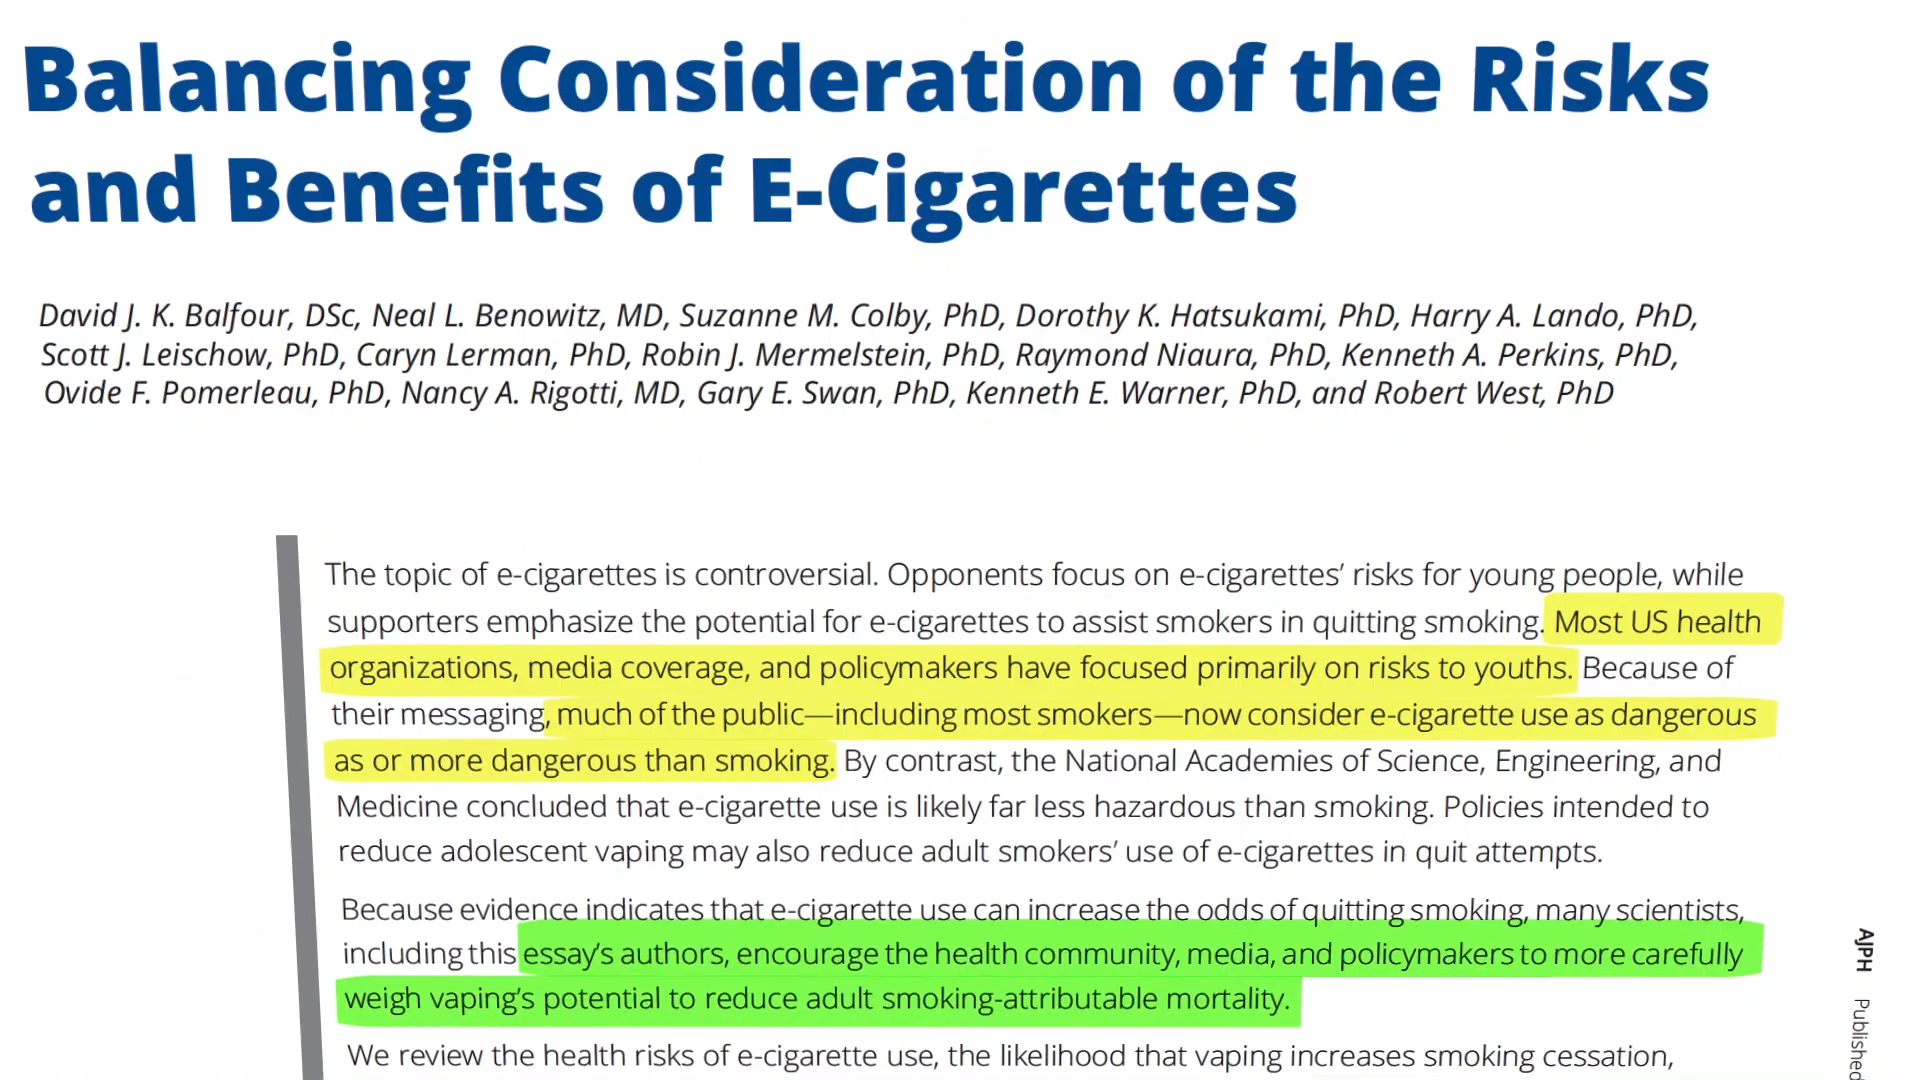 Balancing Consideration of the Risks
and Benefits of E-Cigarettes
David J. K. Balfour, DSc, Neal L. Benowitz, MD, Suzanne M. Colby, PhD, Dorothy K. Hatsukami, PhD, Harry A. Lando, PhD,
Scott J. Leischow, PhD, Caryn Lerman, PhD, Robin J. Mermelstein, PhD, Raymond Niaura, PhD, Kenneth A. Perkins, PhD,
Ovide F. Pomerleau, PhD, Nancy A. Rigotti, MD, Gary E. Swan, PhD, Kenneth E. Warner, PhD, and Robert West, PhD
The topic of e-cigarettes is controversial. Opponents focus on e-cigarettes’ risks for young people, while
supporters emphasize the potential for e-cigarettes to assist smokers in quitting smoking. Most US health
organizations, media coverage, and policymakers have focused primarily on risks to youths. Because of
their messaging, much of the public—including most smokers—now consider e-cigarette use as dangerous
as or more dangerous than smoking. By contrast, the National Academies of Science, Engineering, and
Medicine concluded that e-cigarette use is likely far less hazardous than smoking. Policies intended to
reduce adolescent vaping may also reduce adult smokers’ use of e-cigarettes in quit attempts.
Because evidence indicates that e-cigarette use can increase the odds of quitting smoking, many scientists,
including this essay’s authors, encourage the health community, media, and policymakers to more carefully
weigh vaping’s potential to reduce adult smoking-attributable mortality.
We review the health risks of e-cigarette use, the likelihood that vaping increases smoking cessation,
AJPH Published